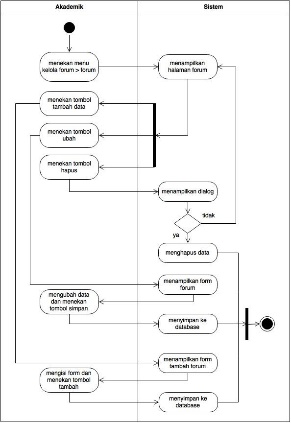 Akademik
Sistem
menekan menu
kelola forum > forum
menampilkan
halaman forum
menekan tombol
tambah data
menekan tombol
ubah
menekan tombol
hapus
menampilkan dialog
tidak
ya
menghapus data
menampilkan form
forum
mengubah data
dan menekan
tombol simpan
menyimpan ke
database
menampilkan form
tambah forum
mengisi form dan
menekan tombol
tambah
menyimpan ke
database